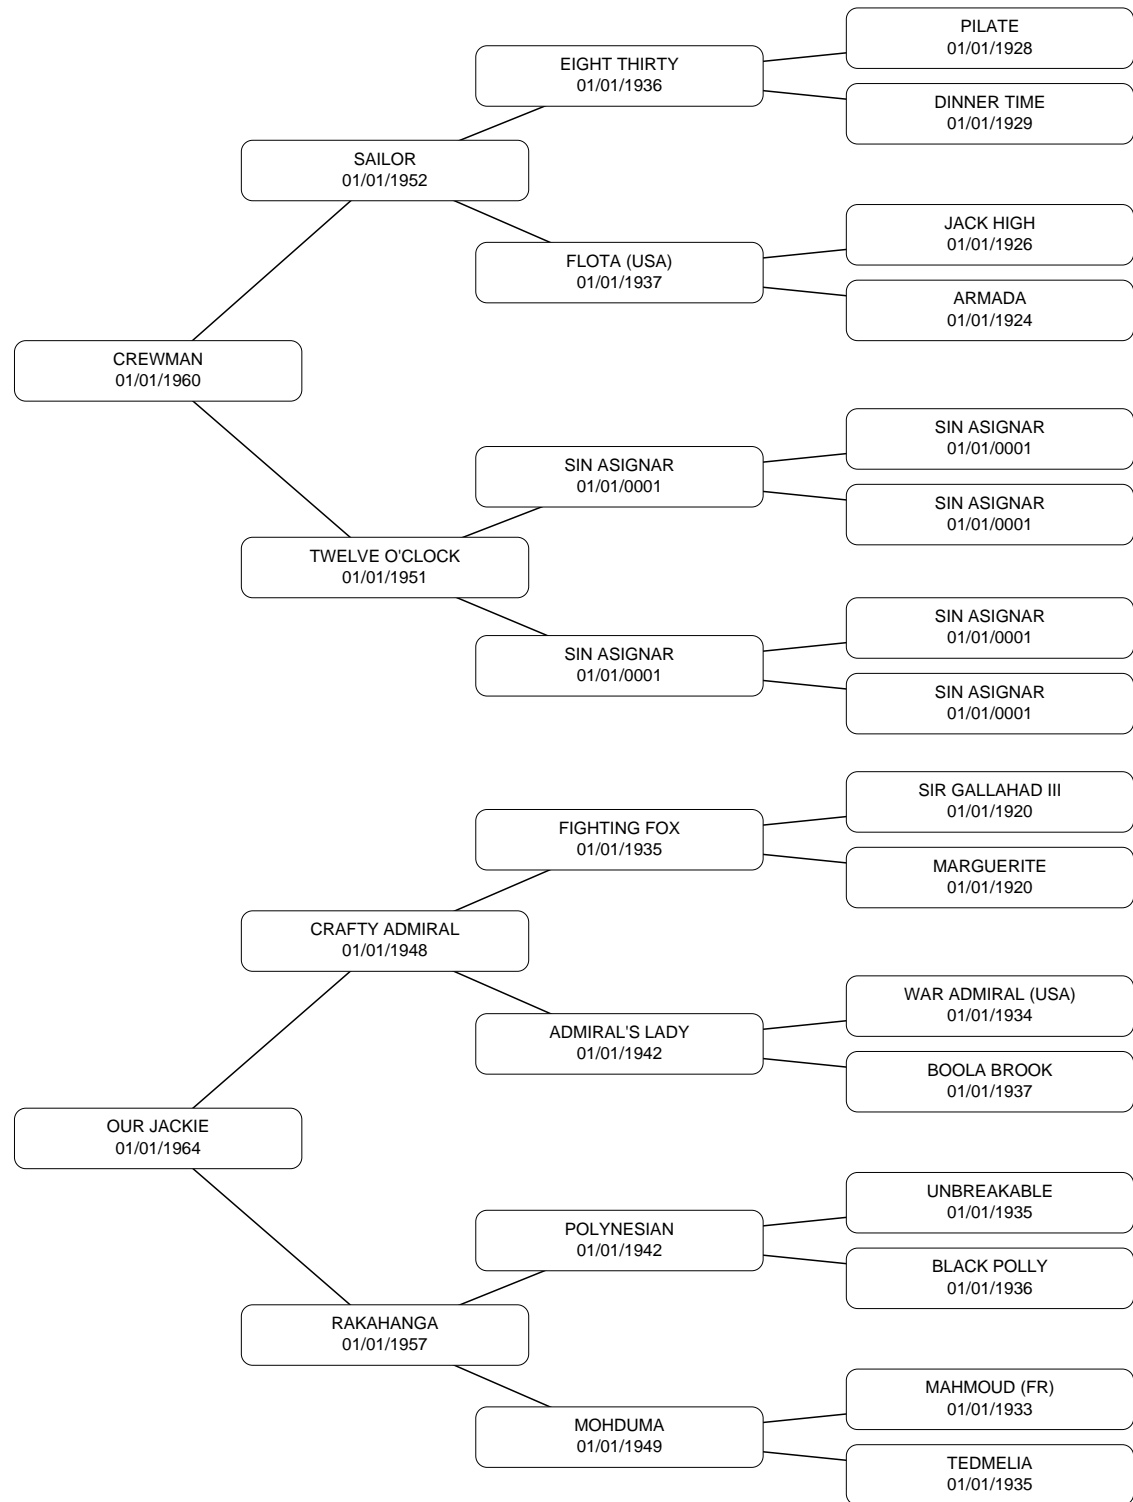 PILATE
01/01/1928
EIGHT THIRTY
01/01/1936
DINNER TIME
01/01/1929
SAILOR
01/01/1952
JACK HIGH
01/01/1926
FLOTA (USA)
01/01/1937
ARMADA
01/01/1924
CREWMAN
01/01/1960
SIN ASIGNAR
01/01/0001
SIN ASIGNAR
01/01/0001
SIN ASIGNAR
01/01/0001
TWELVE O'CLOCK
01/01/1951
SIN ASIGNAR
01/01/0001
SIN ASIGNAR
01/01/0001
SIN ASIGNAR
01/01/0001
SIR GALLAHAD III
01/01/1920
FIGHTING FOX
01/01/1935
MARGUERITE
01/01/1920
CRAFTY ADMIRAL
01/01/1948
WAR ADMIRAL (USA)
01/01/1934
ADMIRAL'S LADY
01/01/1942
BOOLA BROOK
01/01/1937
OUR JACKIE
01/01/1964
UNBREAKABLE
01/01/1935
POLYNESIAN
01/01/1942
BLACK POLLY
01/01/1936
RAKAHANGA
01/01/1957
MAHMOUD (FR)
01/01/1933
MOHDUMA
01/01/1949
TEDMELIA
01/01/1935